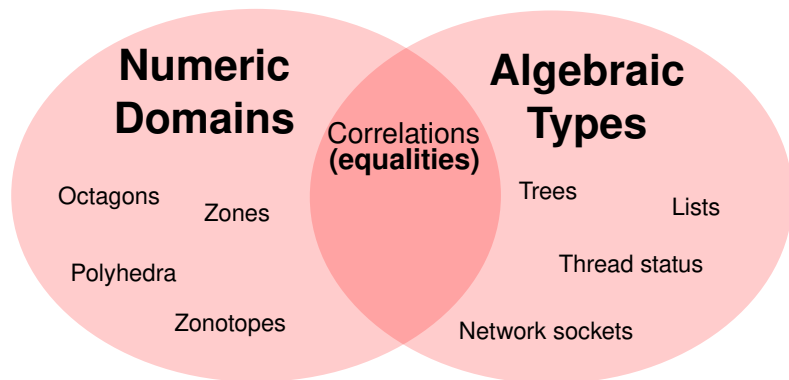 Numeric
Domains
Octagons
Zones
Polyhedra
Zonotopes
Correlations
(equalities)
Algebraic
Types
Trees
Lists
Thread status
Network sockets